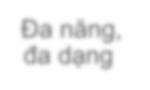 Đa năng,
đa dạng